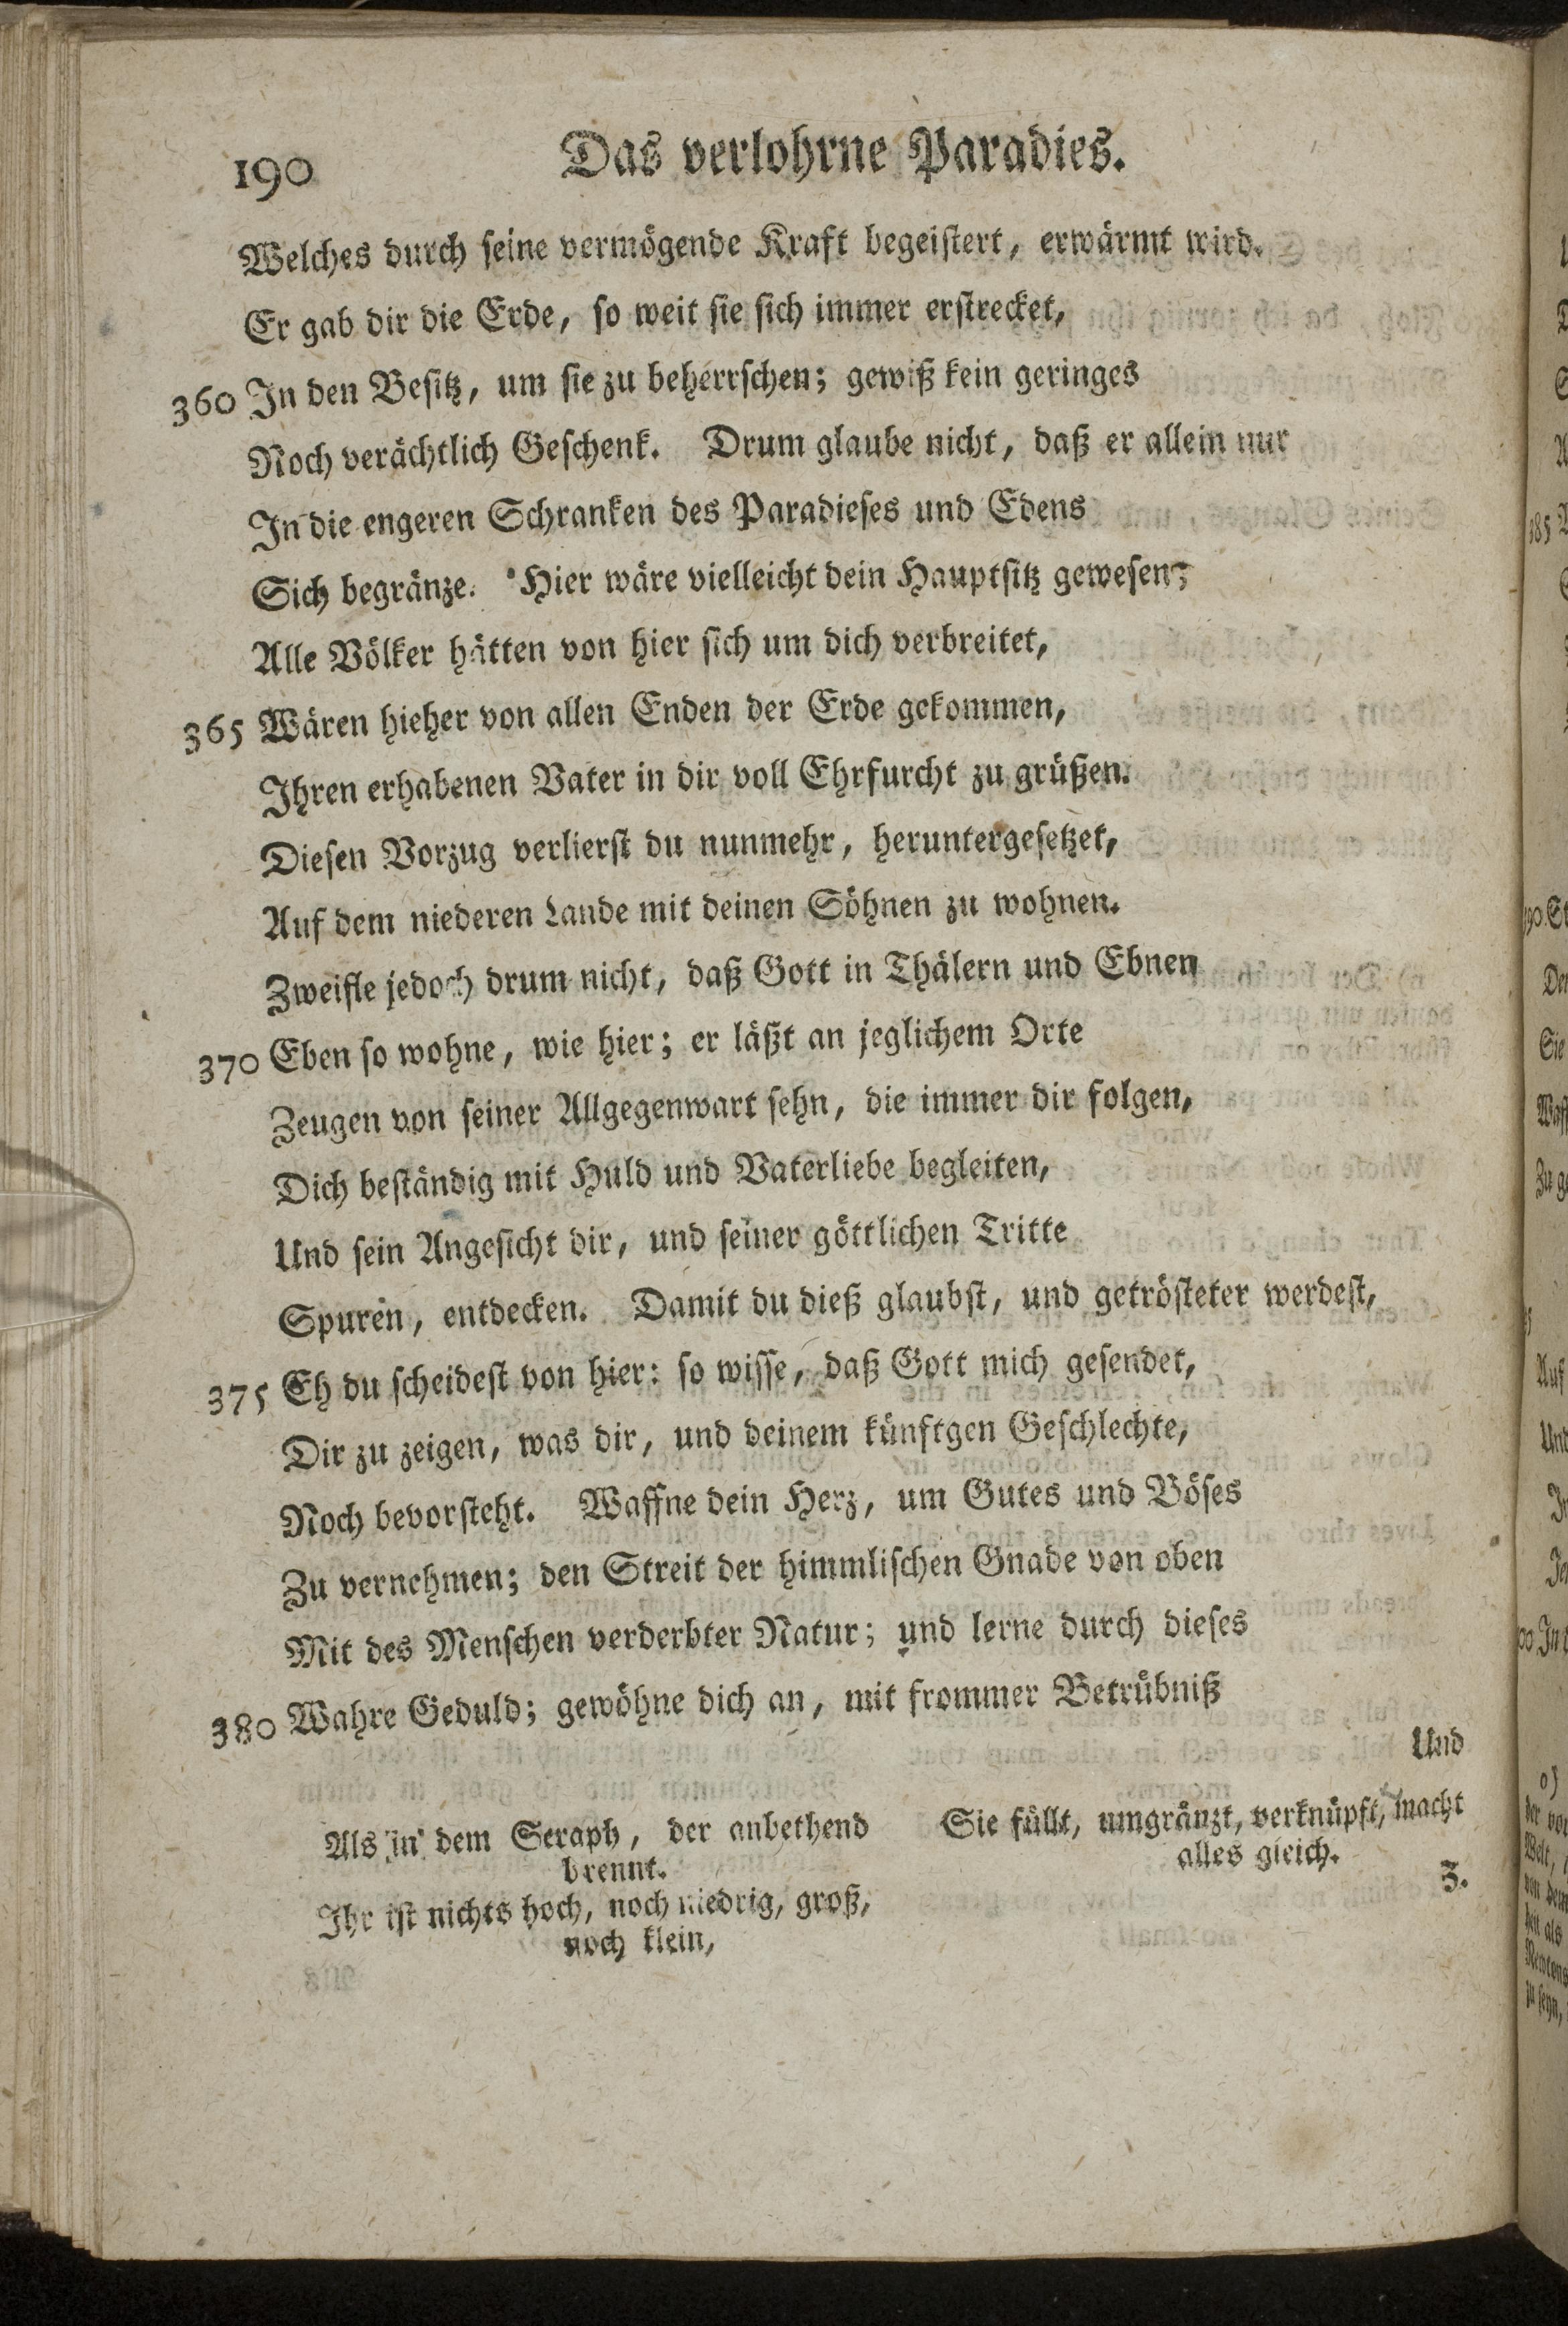 190 Das verlohrne Paradies.
Welches durch seine vermögende Kraft begeistert, erwärmt wird.
Er gab dir die Erde, so weit sie sich immer erstrecket,
360 In den Besitz, um sie zu beherrschen; gewiß kein geringes
Noch verächtlich Geschenk. Drum glaube nicht, daß er allein nur
In die engeren Schranken des Paradieses und Edens
Sich begränze. Hier wäre vielleicht dein Hauptsitz gewesen;
Alle Völker hätten von hier sich um dich verbreitet,
365 Wären hieher von allen Enden der Erde gekommen,
Ihren erhabenen Vater in dir voll Ehrfurcht zu grüßen.
Diesen Vorzug verlierst du nunmehr, heruntergesetzet,
Auf dem niederen Lande mit deinen Söhnen zu wohnen.
Zweifle jedoch drum nicht, daß Gott in Thälern und Ebnen
370 Eben so wohne, wie hier; er läßt an jeglichem Orte
Zeugen von seiner Allgegenwart sehn, die immer dir folgen,
Dich beständig mit Huld und Vaterliebe begleiten,
Und sein Angesicht dir, und seiner göttlichen Tritte
Spuren, entdecken. Damit du dieß glaubst, und getrösteter werdest,
375 Eh du scheidest von hier: so wisse, daß Gott mich gesendet,
Dir zu zeigen, was dir, und deinem künftgen Geschlechte,
Noch bevorsteht. Waffne dein Herz, um Gutes und Böses
Zu vernehmen; den Streit der himmlischen Gnade von oben
Mit des Menschen verderbter Natur; und lerne durch dieses
380 Wahre Geduld; gewöhne dich an, mit frommer Betrübniß
Und
Als in dem Seraph, der anbethend
brennt.
Ihr ist nichts hoch, noch niedrig, groß,
noch klein,
Sie füllt, umgränzt, verknüpft, macht
alles gleich.
Z.